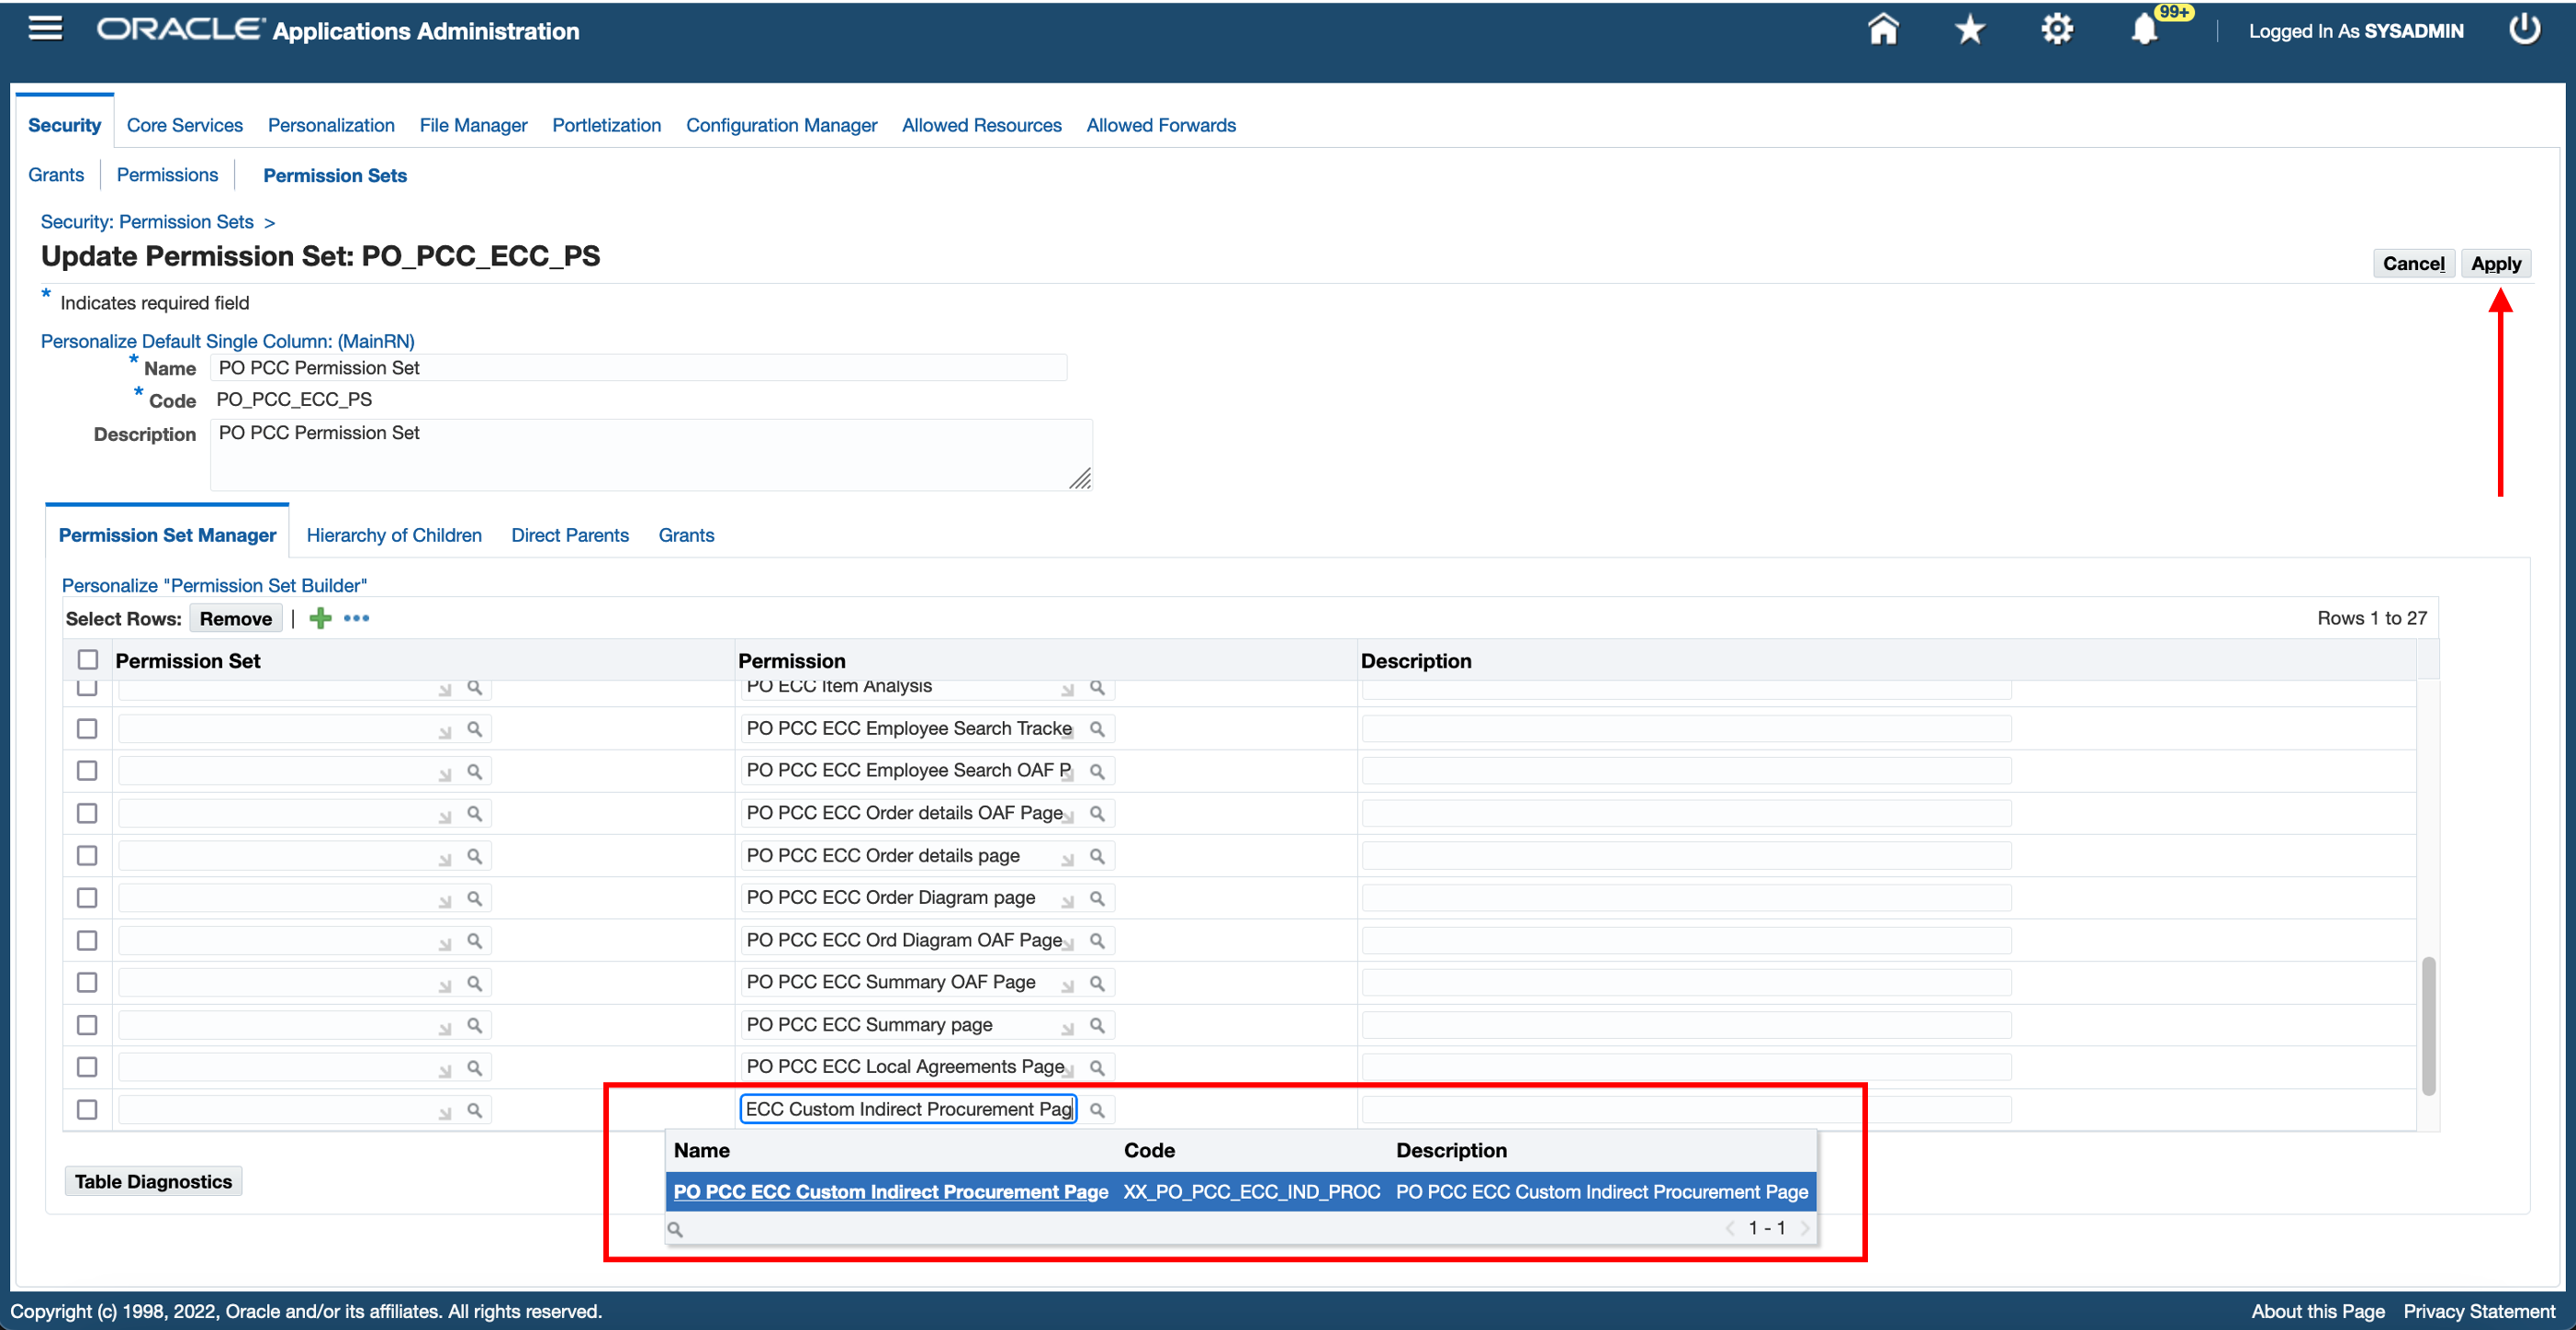 ORACLE Applications Administration
99+
Logged In As SYSADMIN
Security Core Services Personalization File Manager Portletization Configuration Manager Allowed Resources Allowed Forwards
Grants Permissions Permission Sets
Security: Permission Sets >
Update Permission Set: PO_PCC_ECC_PS
Cancel Apply
* Indicates required field
Personalize Default Single Column: (MainRN)
* Name PO PCC Permission Set
* Code PO_PCC_ECC_PS
Description PO PCC Permission Set
Permission Set Manager Hierarchy of Children Direct Parents Grants
Personalize "Permission Set Builder"
Select Rows: Remove | Rows 1 to 27
Permission Set Permission Description
PO ECC Item Analysis
PO PCC ECC Employee Search Tracke
PO PCC ECC Employee Search OAF P
PO PCC ECC Order details OAF Page
PO PCC ECC Order details page
PO PCC ECC Order Diagram page
PO PCC ECC Ord Diagram OAF Page
PO PCC ECC Summary OAF Page
PO PCC ECC Summary page
PO PCC ECC Local Agreements Page
ECC Custom Indirect Procurement Pag
Name Code Description
PO PCC ECC Custom Indirect Procurement Page XX_PO_PCC_ECC_IND_PROC PO PCC ECC Custom Indirect Procurement Page
1 - 1
Table Diagnostics
Copyright (c) 1998, 2022, Oracle and/or its affiliates. All rights reserved.
About this Page Privacy Statement